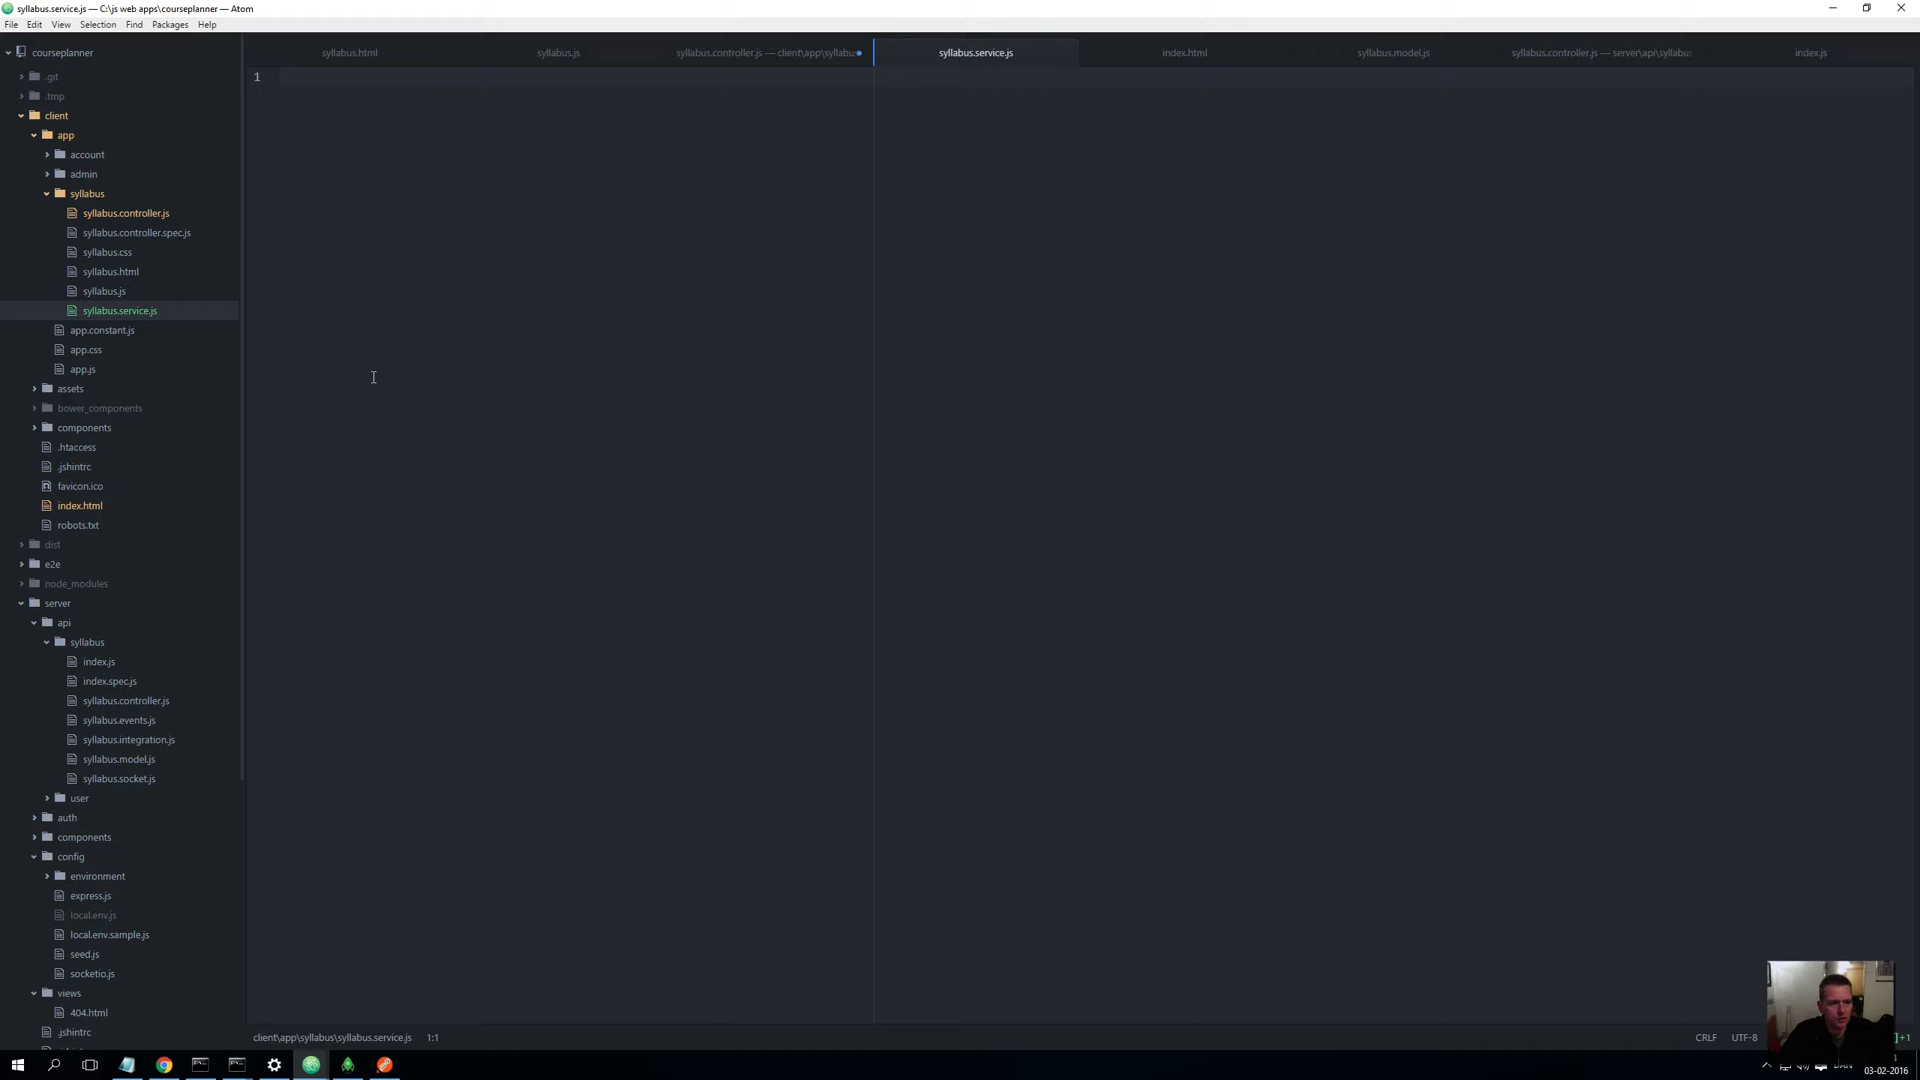 syllabus.service.js — C:\js web apps\courseplanner — Atom
File Edit View Selection Find Packages Help
courseplanner
syllabus.html
syllabus.js
syllabus.controller.js — client\app\syllabu
syllabus.service.js
index.html
syllabus.model.js
syllabus.controller.js — server\api\syllabu
index.js
1
.git
.tmp
client
app
account
admin
syllabus
syllabus.controller.js
syllabus.controller.spec.js
syllabus.css
syllabus.html
syllabus.js
syllabus.service.js
app.constant.js
app.css
app.js
assets
bower_components
components
.htaccess
.jshintrc
favicon.ico
index.html
robots.txt
dist
e2e
node_modules
server
api
syllabus
index.js
index.spec.js
syllabus.controller.js
syllabus.events.js
syllabus.integration.js
syllabus.model.js
syllabus.socket.js
user
auth
components
config
environment
express.js
local.env.js
local.env.sample.js
seed.js
socketio.js
views
404.html
.jshintrc
client\app\syllabus\syllabus.service.js 1:1
CRLF UTF-8
+1
03-02-2016